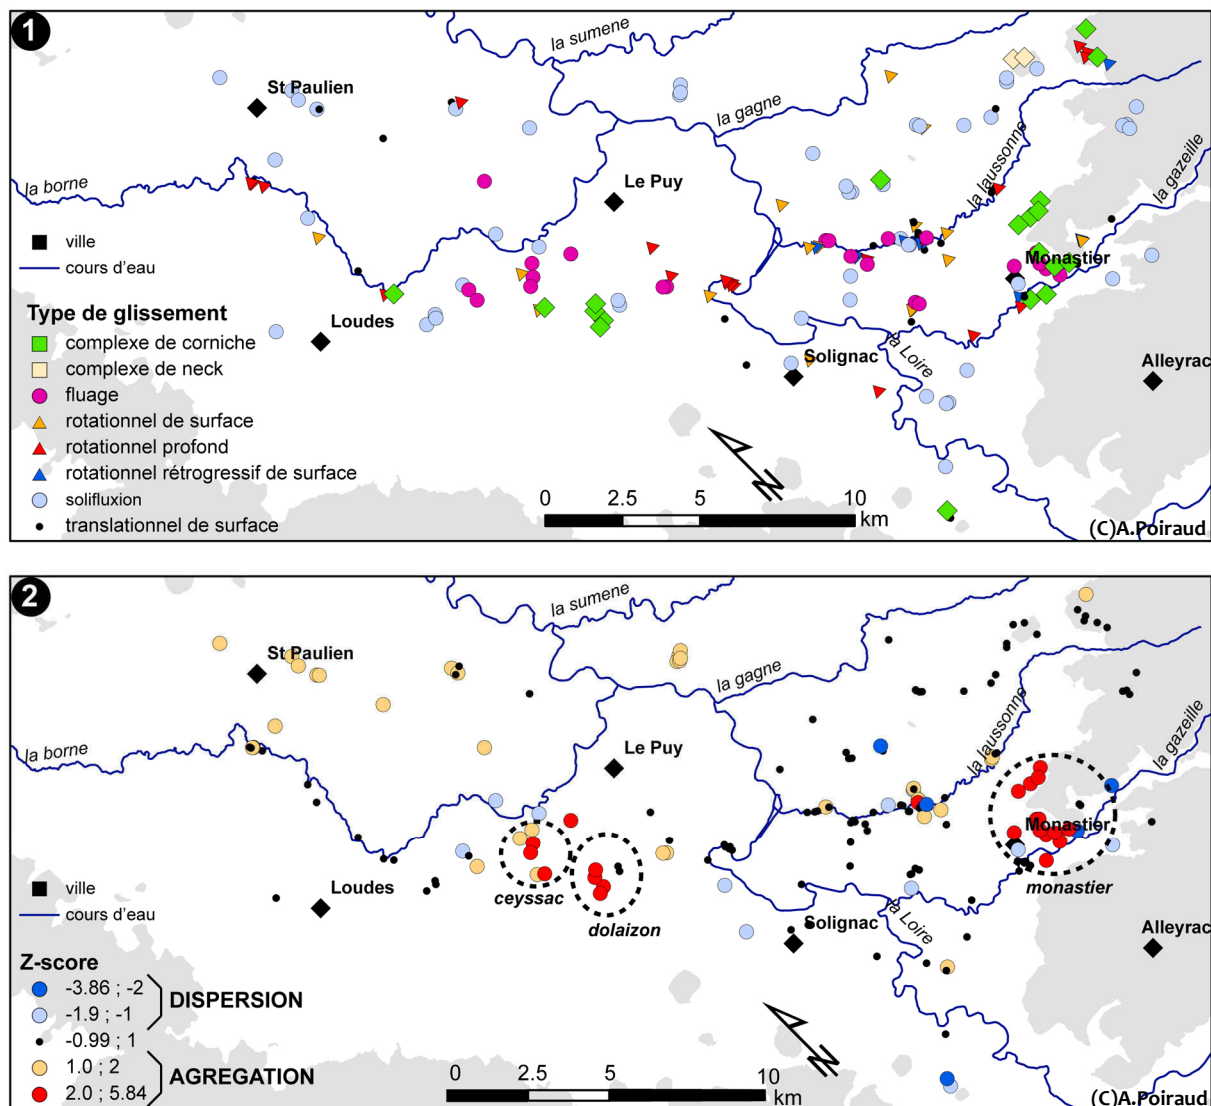 1
la sumene
St Paulien
la gagne
la borne
Le Puy
la laussonne
la gazeille
ville
cours d'eau
Monastier
Type de glissement
complexe de corniche
Loudes
complexe de neck
Solignac
la Loire
Alleyrac
fluage
rotationnel de surface
rotationnel profond
rotationnel rétrogressif de surface
solifluxion
translationnel de surface
N
0 2.5 5 10
km
(C)A.Poiraud
2
la sumene
St Paulien
la gagne
la borne
Le Puy
la laussonne
la gazeille
Monastier
ville
cours d'eau
Loudes
ceyssac
monastier
dolaizon
Solignac
la Loire
Alleyrac
Z-score
-3.86 ; -2
-1.9 ; -1
DISPERSION
-0.99 ; 1
1.0 ; 2
2.0 ; 5.84
AGREGATION
N
0 2.5 5 10
km
(C)A.Poiraud